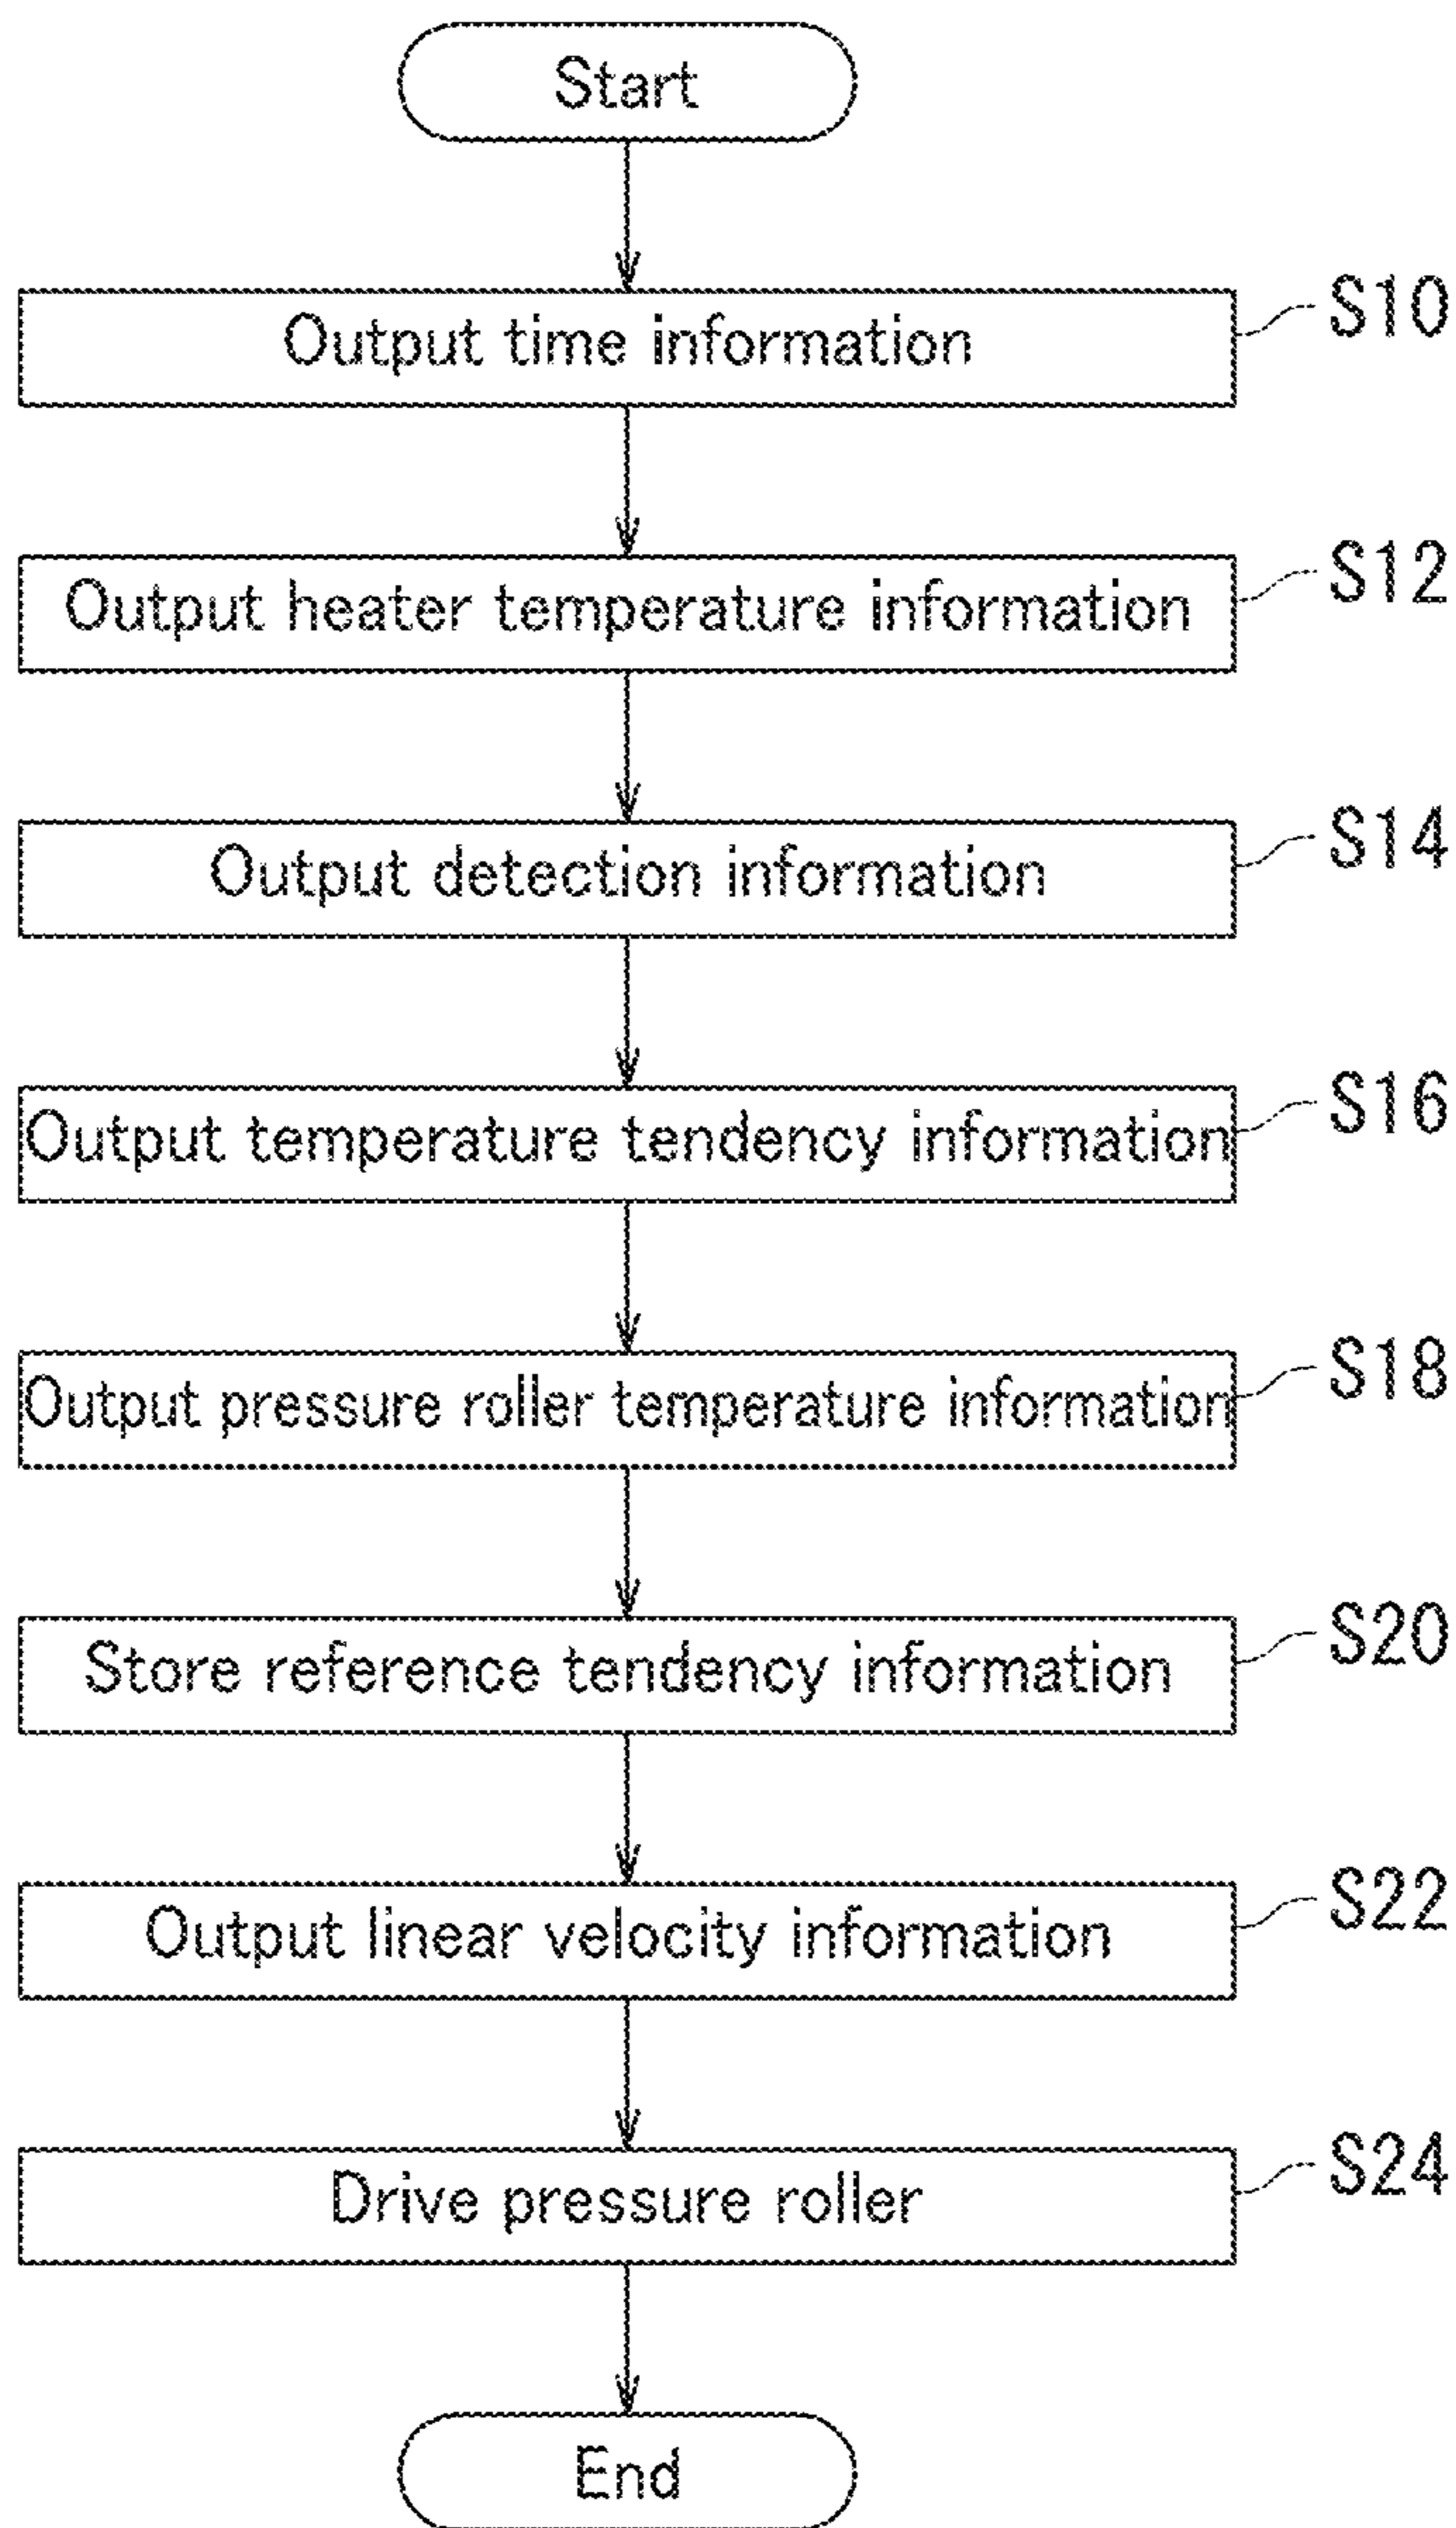 Start
Output time information
S10
Output heater temperature information
S12
Output detection information
S14
Output temperature tendency information
S16
Output pressure roller temperature information
S18
Store reference tendency information
S20
Output linear velocity information
S22
Drive pressure roller
S24
End